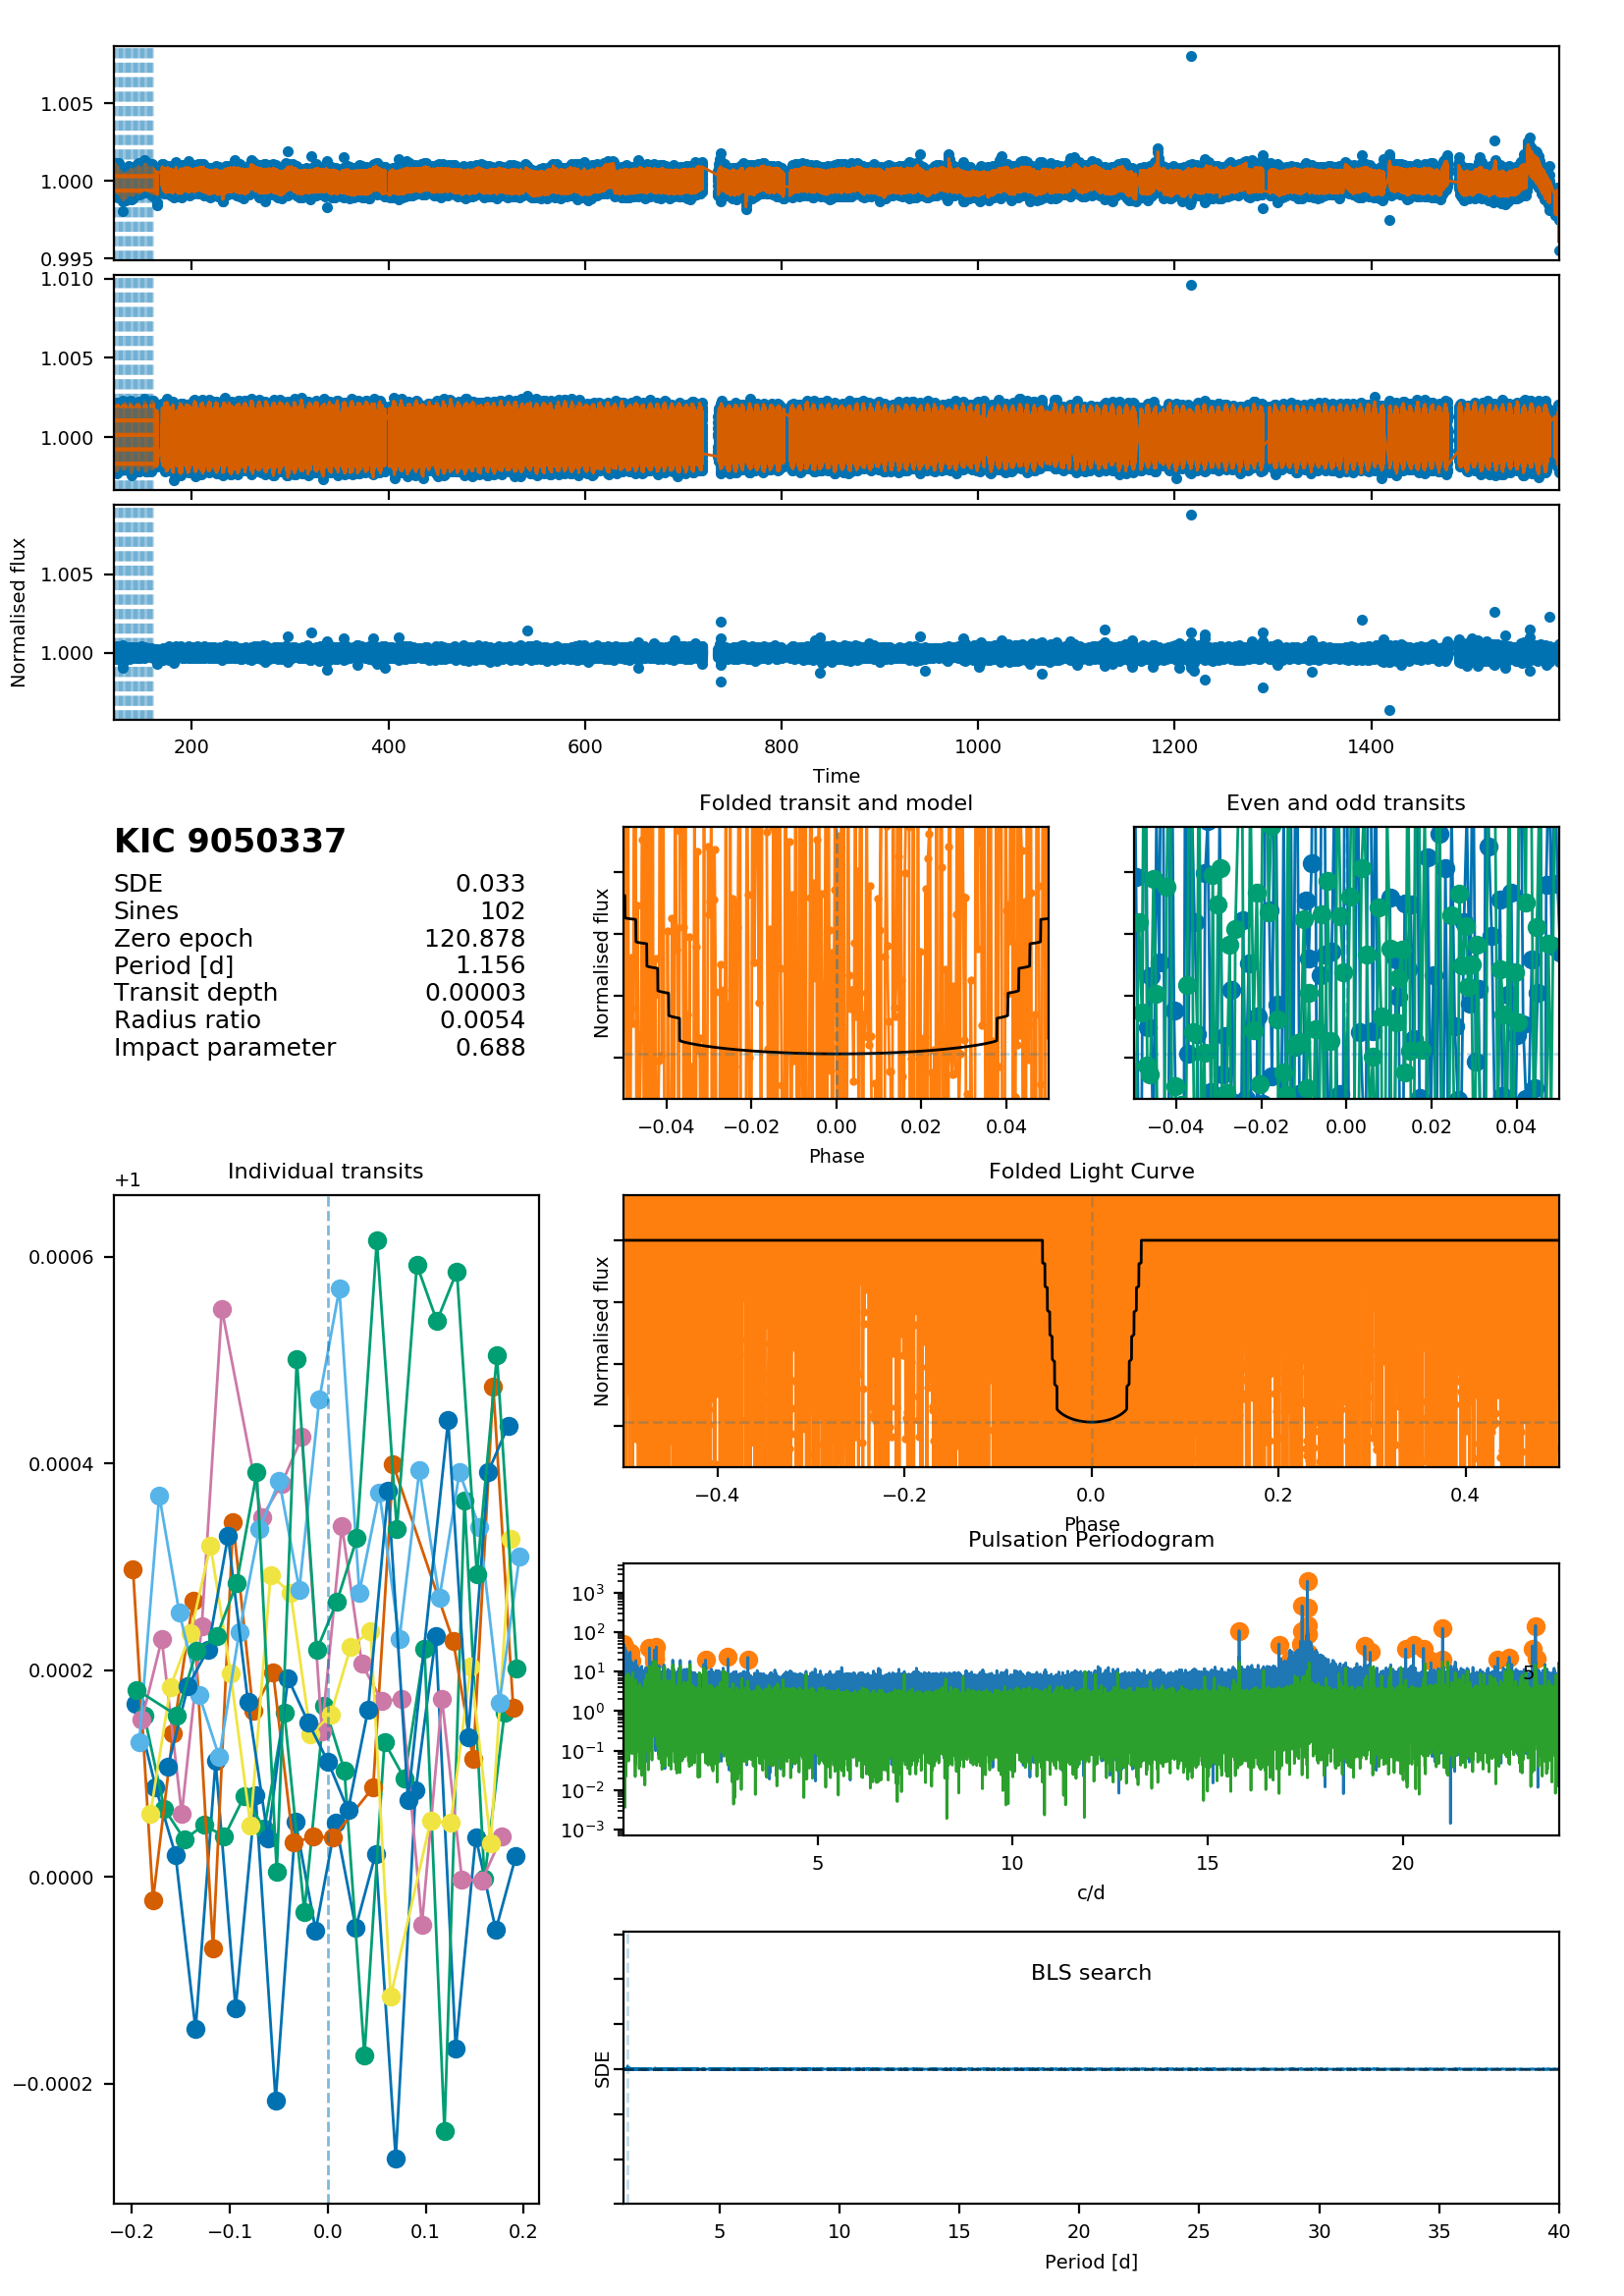 1.005
1.000
0.995
1.010
1.005
1.000
1.005
1.000
Normalised flux
200 400 600 800 1000 1200 1400
Time
KIC 9050337
SDE 0.033
Sines 102
Zero epoch 120.878
Period [d] 1.156
Transit depth 0.00003
Radius ratio 0.0054
Impact parameter 0.688
Folded transit and model
Normalised flux
−0.04 −0.02 0.00 0.02 0.04
Phase
Even and odd transits
−0.04 −0.02 0.00 0.02 0.04
Individual transits
+1
0.0006
0.0004
0.0002
0.0000
−0.0002
−0.2 −0.1 0.0 0.1 0.2
Folded Light Curve
Normalised flux
−0.4 −0.2 0.0 0.2 0.4
Phase
Pulsation Periodogram
10³
10²
10¹
10⁰
10⁻¹
10⁻²
10⁻³
5
5 10 15 20
c/d
BLS search
SDE
5 10 15 20 25 30 35 40
Period [d]